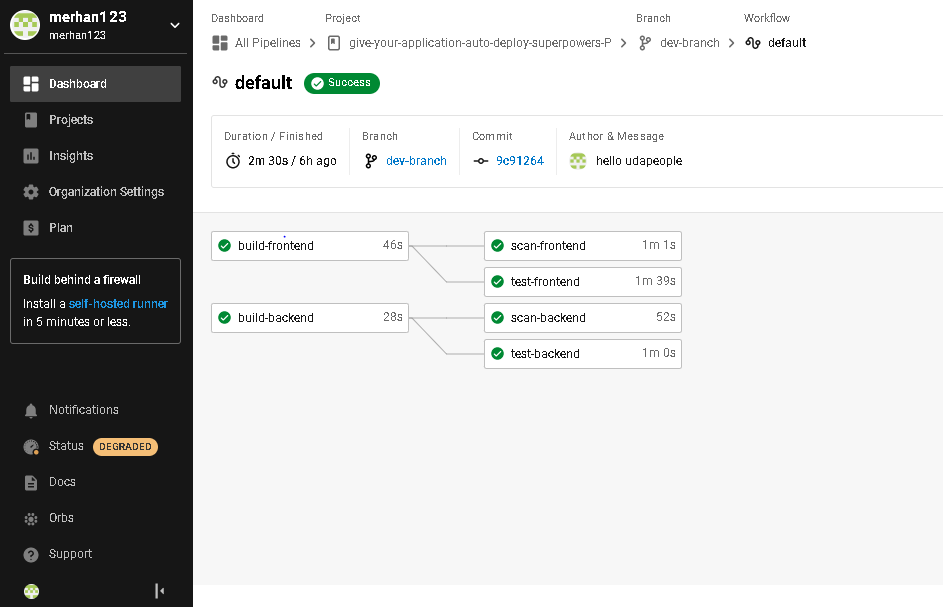 merhan123
merhan123
Dashboard
Projects
Insights
Organization Settings
Plan
Build behind a firewall
Install a self-hosted runner
in 5 minutes or less.
Notifications
Status DEGRADED
Docs
Orbs
Support
Dashboard Project Branch Workflow
All Pipelines give-your-application-auto-deploy-superpowers-P dev-branch default
default Success
Duration / Finished Branch Commit Author & Message
2m 30s / 6h ago dev-branch 9c91264 hello udapeople
build-frontend 46s scan-frontend 1m 1s
test-frontend 1m 39s
build-backend 28s scan-backend 52s
test-backend 1m 0s